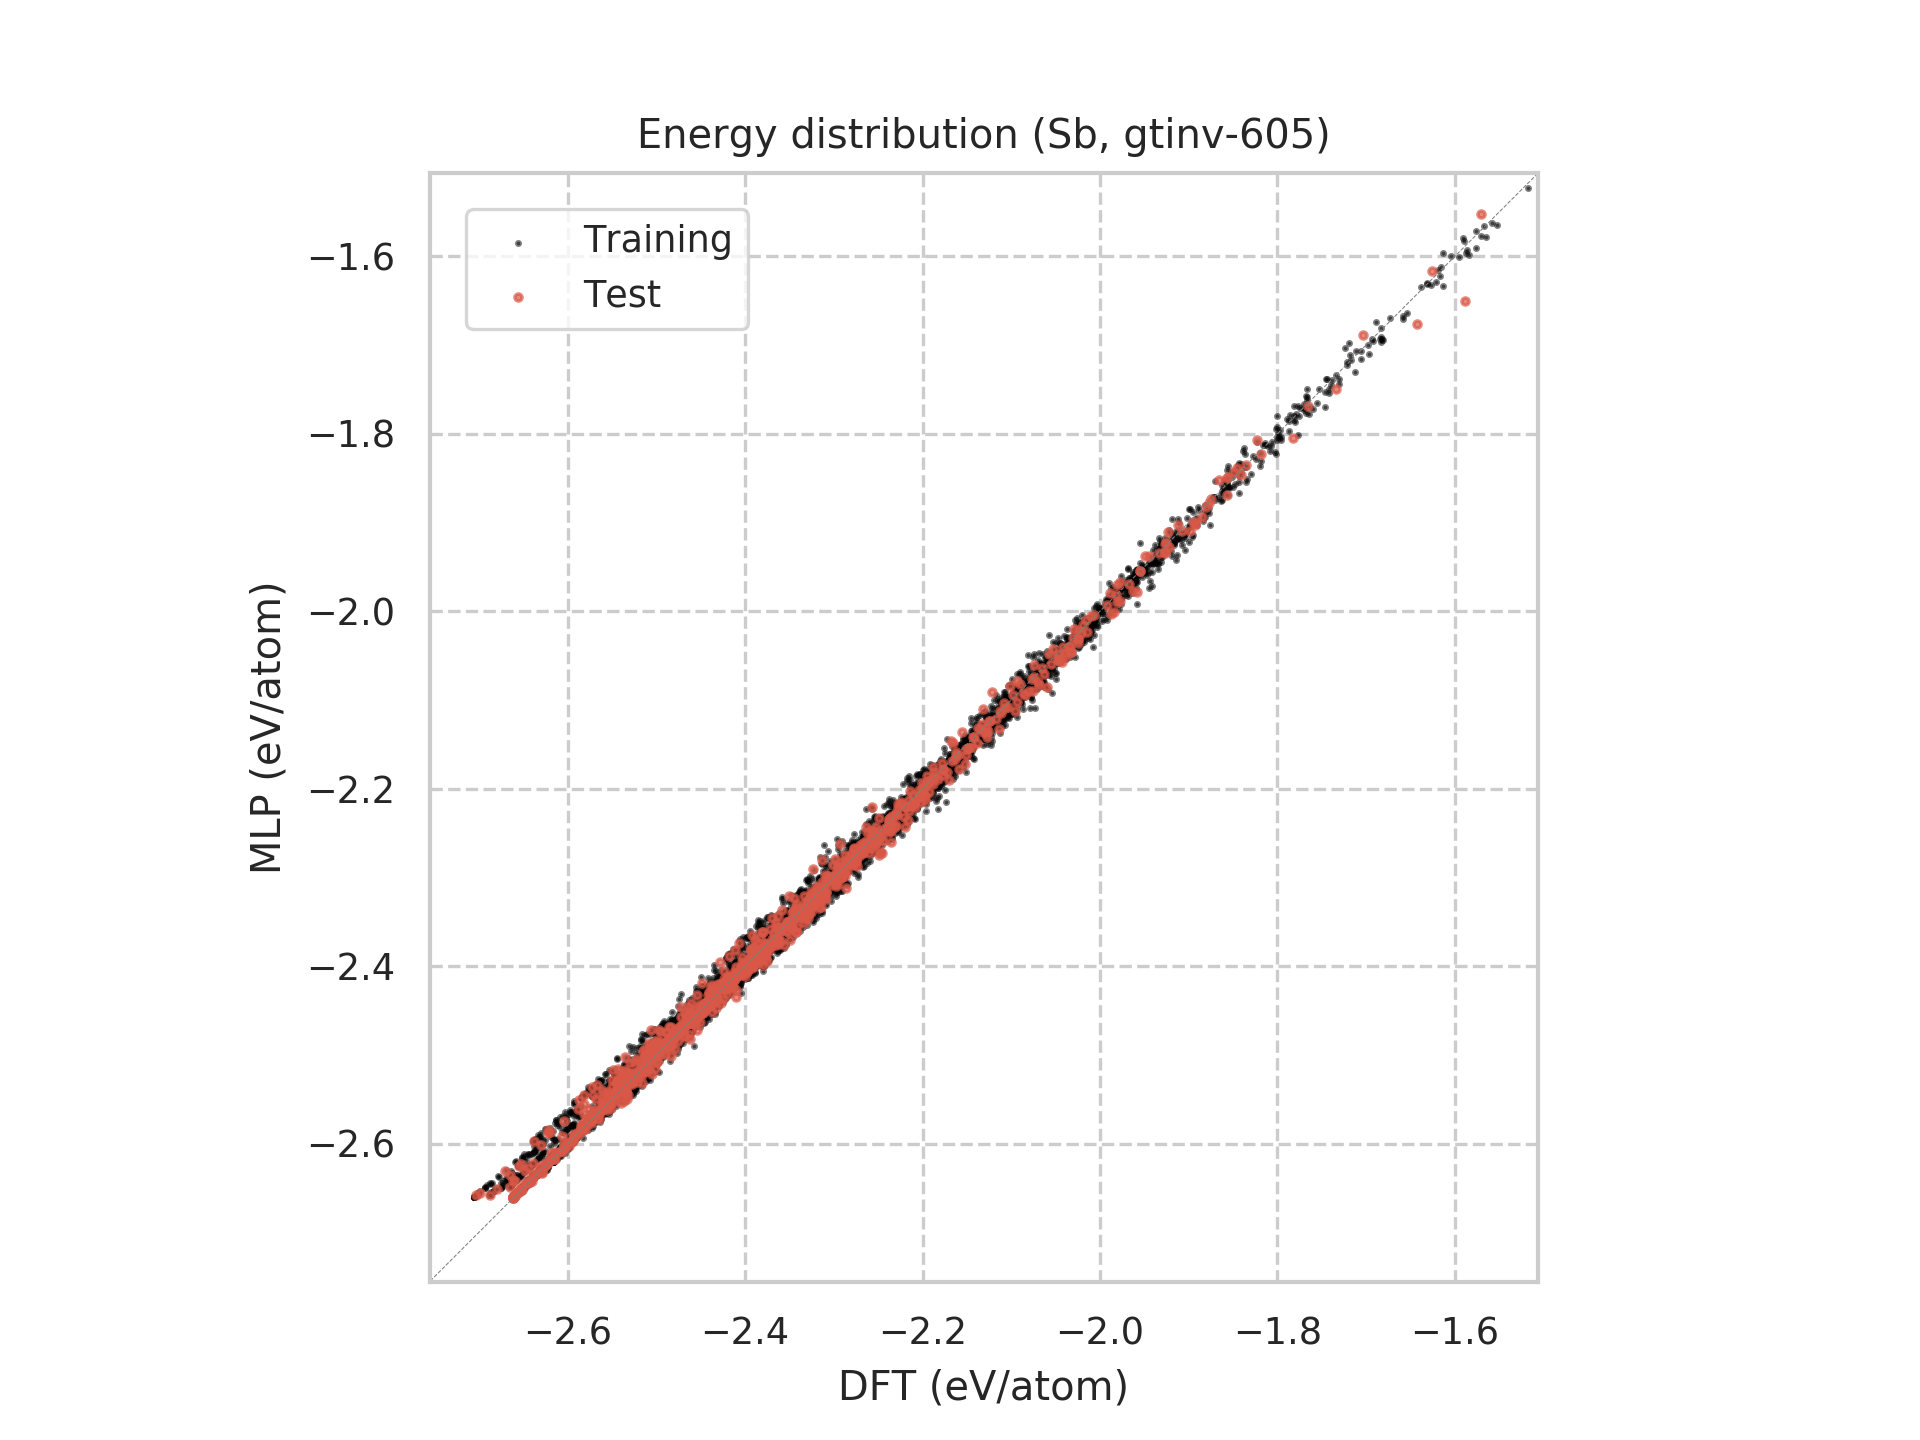 Energy distribution (Sb, gtinv-605)
Training
Test
−1.6
−1.8
−2.0
−2.2
−2.4
−2.6
MLP (eV/atom)
−2.6
−2.4
−2.2
−2.0
−1.8
−1.6
DFT (eV/atom)